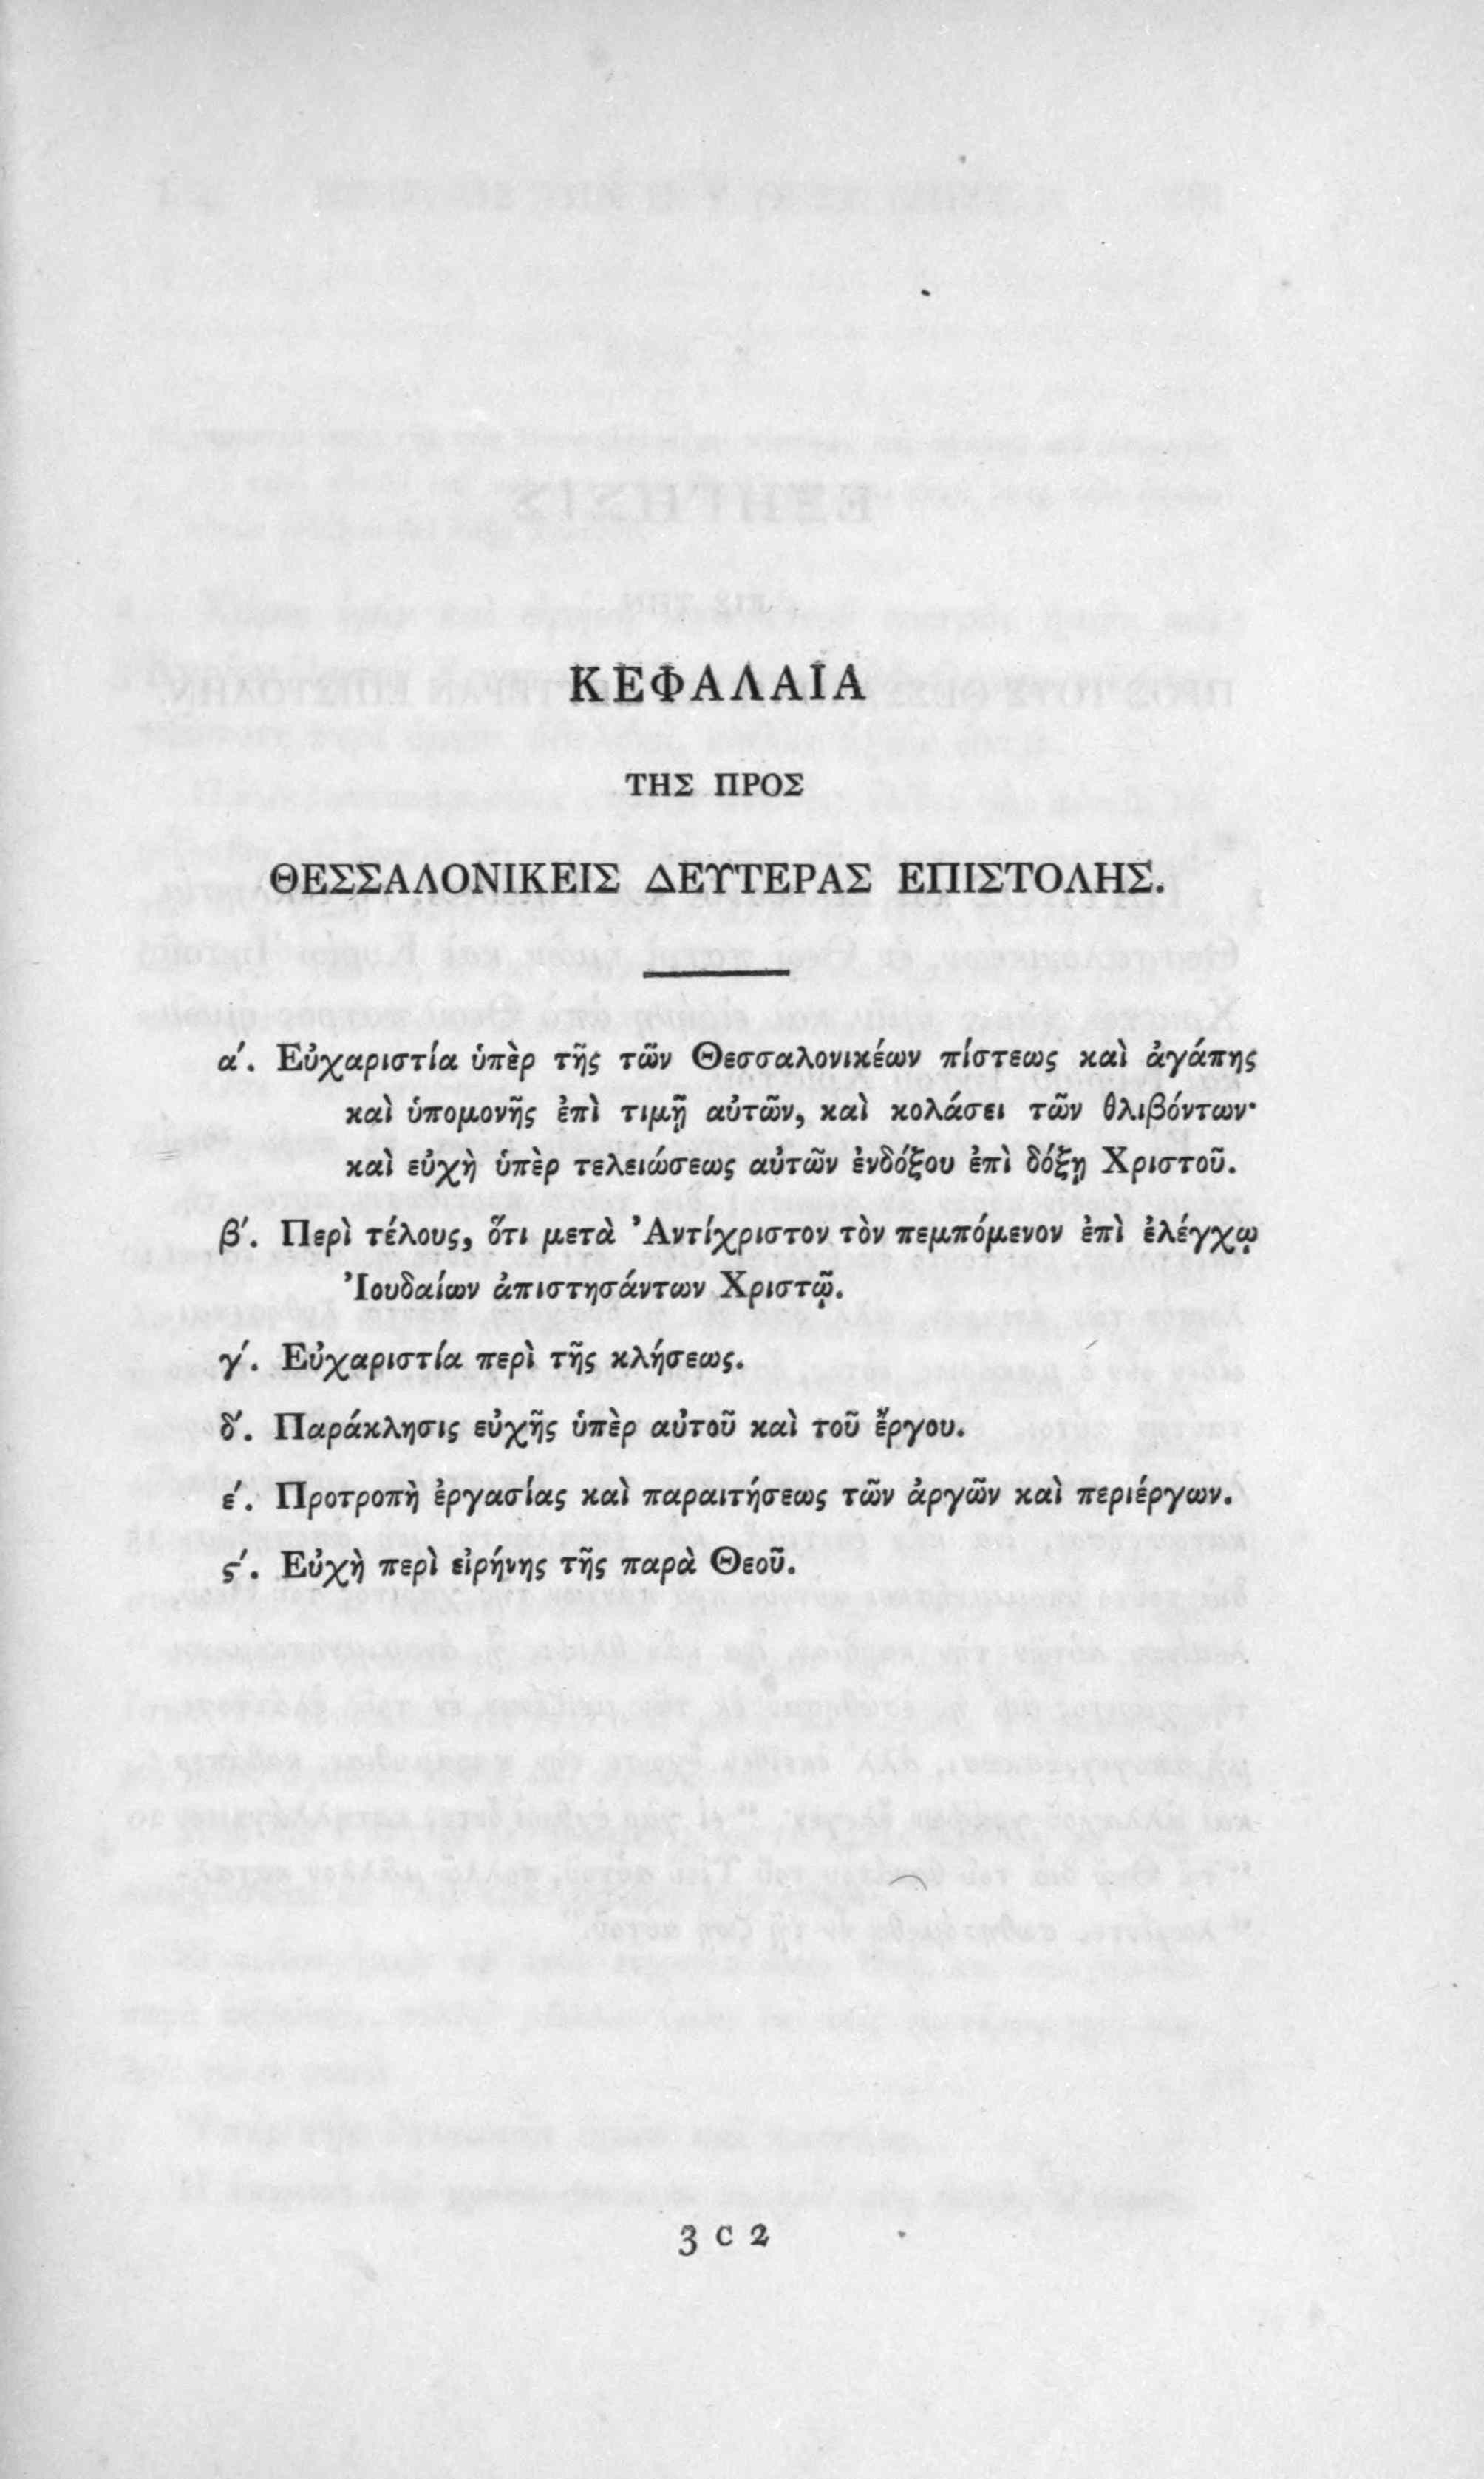 ΚΕΦΑΛΑΙΑ
ΤΗΣ ΠΡΟΣ
ΘΕΣΣΑΛΟΝΙΚΕΙΣ ΔΕΥΤΕΡΑΣ ΕΠΙΣΤΟΛΗΣ.
α΄. Εὐχαριστία ὑπὲρ τῆς τῶν Θεσσαλονικέων πίστεως καὶ ἀγάπης
καὶ ὑπομονῆς ἐπὶ τιμῇ αὐτῶν, καὶ κολάσει τῶν θλιβόντων·
καὶ εὐχὴ ὑπὲρ τελειώσεως αὐτῶν ἐνδόξου ἐπὶ δόξῃ Χριστοῦ.
β΄. Περὶ τέλους, ὅτι μετὰ Ἀντίχριστον τὸν πεμπόμενον ἐπὶ ἐλέγχῳ
Ἰουδαίων ἀπιστησάντων Χριστῷ.
γ΄. Εὐχαριστία περὶ τῆς κλήσεως.
δ΄. Παράκλησις εὐχῆς ὑπὲρ αὐτοῦ καὶ τοῦ ἔργου.
ε΄. Προτροπὴ ἐργασίας καὶ παραιτήσεως τῶν ἀργῶν καὶ περιέργων.
ς΄. Εὐχὴ περὶ εἰρήνης τῆς παρὰ Θεοῦ.
3 C 2